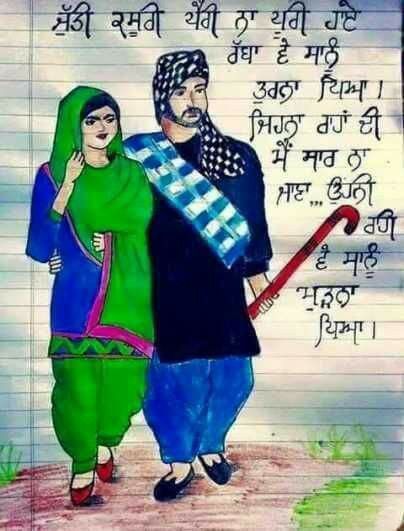 ਜੁੱਤੀ ਕਸੂਰੀ ਪੈਰੀ ਨਾ ਪੂਰੀ ਹਾਏ
ਰੱਬਾ ਵੇ ਸਾਨੂੰ
ਤੁਰਨਾ ਪਿਆ।
ਜਿਹਨਾ ਰਾਹਾਂ ਦੀ
ਮੈਂ ਸਾਰ ਨਾ
ਜਾਣਾ,,, ਉਹਨੀ
ਰਾਹੀ
ਵੇ ਸਾਨੂੰ
ਮੁੜਨਾ
ਪਿਆ।